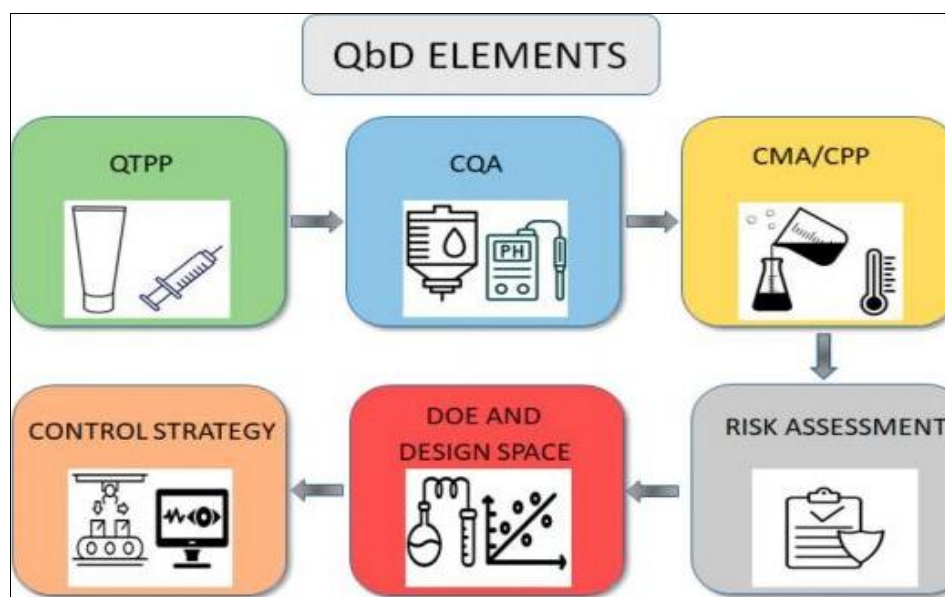 QbD ELEMENTS
QTPP
CQA
CMA/CPP
PH
RISK ASSESSMENT
DOE AND
DESIGN SPACE
CONTROL STRATEGY